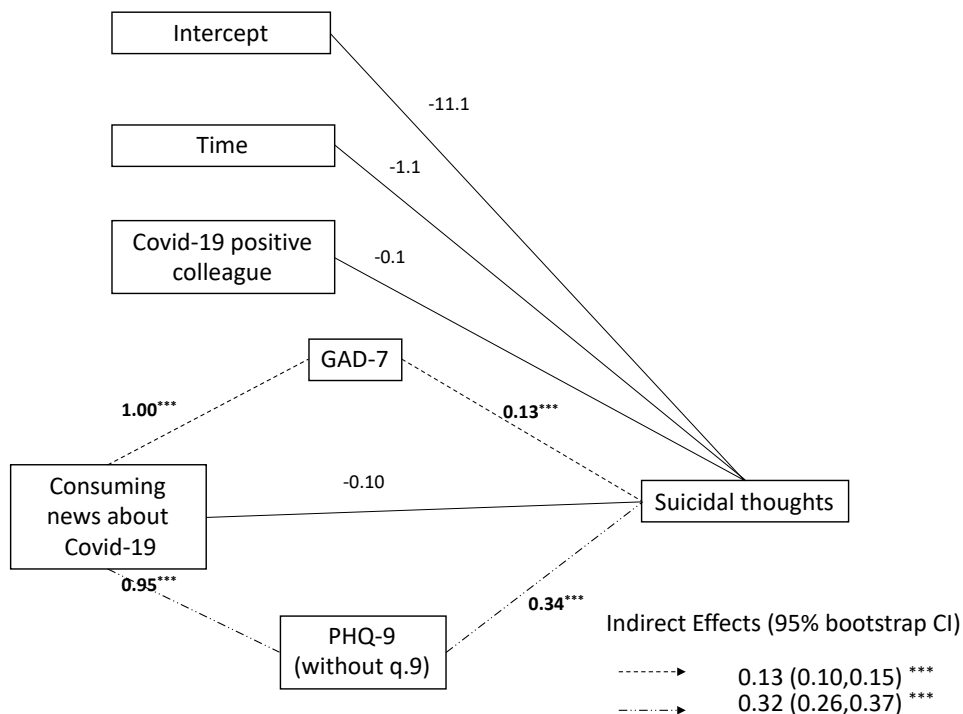 Intercept
-11.1
Time
-1.1
Covid-19 positive
colleague
-0.1
GAD-7
1.00***
0.13***
Consuming
news about
Covid-19
-0.10
Suicidal thoughts
0.95***
0.34***
PHQ-9
(without q.9)
Indirect Effects (95% bootstrap CI)
0.13 (0.10,0.15) ***
0.32 (0.26,0.37) ***